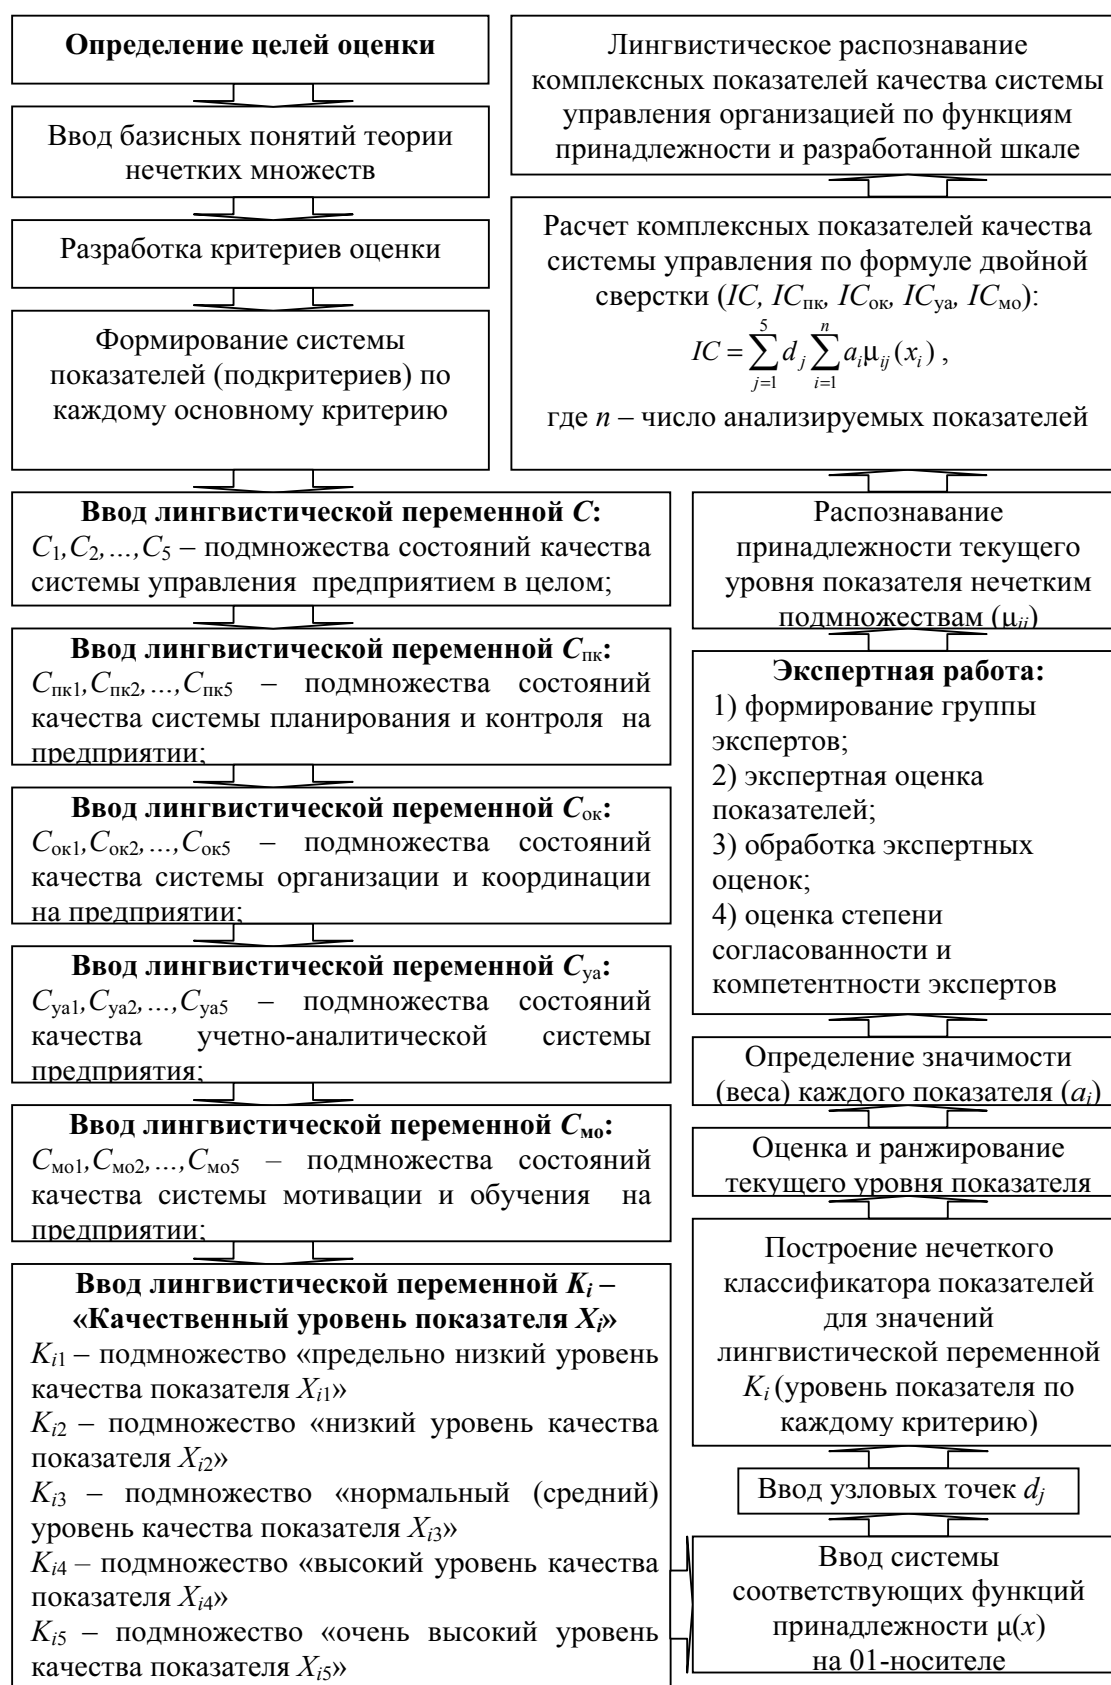 Определение целей оценки
Ввод базисных понятий теории
нечетких множеств
Разработка критериев оценки
Формирование системы
показателей (подкритериев) по
каждому основному критерию
Ввод лингвистической переменной C:
C1, C2, ..., C5 – подмножества состояний качества
системы управления предприятием в целом;
Ввод лингвистической переменной Cпк:
Cпк1, Cпк2, ..., Cпк5 – подмножества состояний
качества системы планирования и контроля на
предприятии;
Ввод лингвистической переменной Cок:
Cок1, Cок2, ..., Cок5 – подмножества состояний
качества системы организации и координации
на предприятии;
Ввод лингвистической переменной Cуа:
Cуа1, Cуа2, ..., Cуа5 – подмножества состояний
качества учетно-аналитической системы
предприятия;
Ввод лингвистической переменной Cмо:
Cмо1, Cмо2, ..., Cмо5 – подмножества состояний
качества системы мотивации и обучения на
предприятии;
Ввод лингвистической переменной Ki –
«Качественный уровень показателя Xi»
Ki1 – подмножество «предельно низкий уровень
качества показателя Xi1»
Ki2 – подмножество «низкий уровень качества
показателя Xi2»
Ki3 – подмножество «нормальный (средний)
уровень качества показателя Xi3»
Ki4 – подмножество «высокий уровень качества
показателя Xi4»
Ki5 – подмножество «очень высокий уровень
качества показателя Xi5»
Ввод системы
соответствующих функций
принадлежности μ(x)
на 01-носителе
Ввод узловых точек dj
Построение нечеткого
классификатора показателей
для значений
лингвистической переменной
Ki (уровень показателя по
каждому критерию)
Оценка и ранжирование
текущего уровня показателя
Определение значимости
(веса) каждого показателя (ai)
Экспертная работа:
1) формирование группы
экспертов;
2) экспертная оценка
показателей;
3) обработка экспертных
оценок;
4) оценка степени
согласованности и
компетентности экспертов
Распознавание
принадлежности текущего
уровня показателя нечетким
подмножествам (μij)
Расчет комплексных показателей качества
системы управления по формуле двойной
сверстки (IC, ICпк, ICок, ICуа, ICмо):
IC = ∑_{j=1}^{5} d_j ∑_{i=1}^{n} a_i μ_{ij}(x_i) ,
где n – число анализируемых показателей
Лингвистическое распознавание
комплексных показателей качества системы
управления организацией по функциям
принадлежности и разработанной шкале